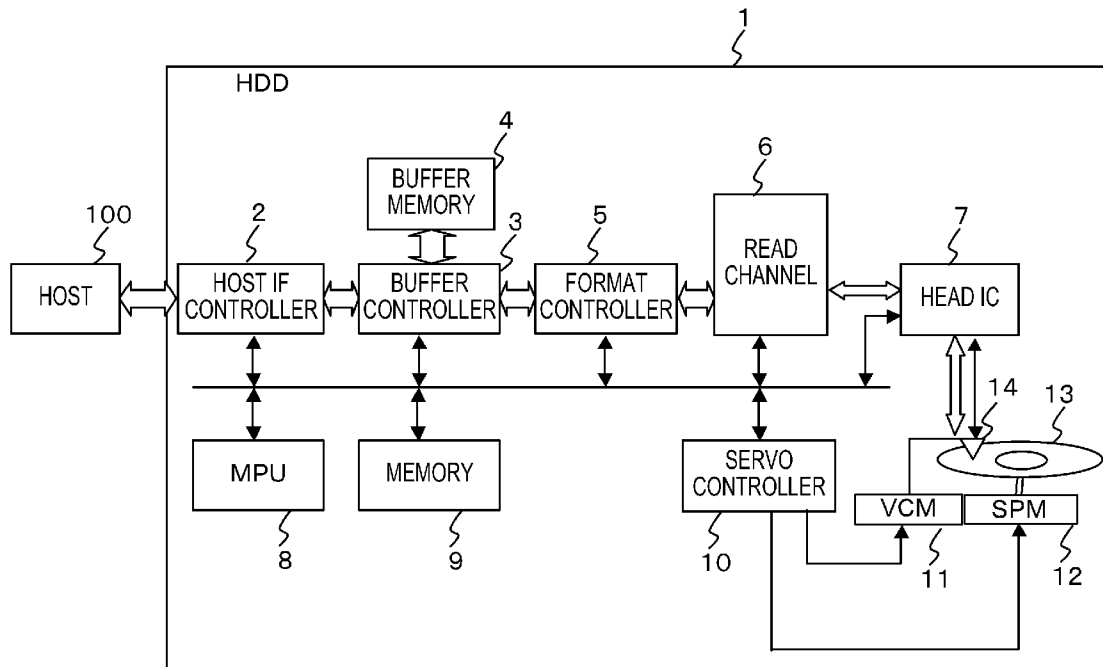 1
HDD
4
BUFFER
MEMORY
6
100
2
3
5
7
HOST
HOST IF
CONTROLLER
BUFFER
CONTROLLER
FORMAT
CONTROLLER
READ
CHANNEL
HEAD IC
14
13
MPU
MEMORY
SERVO
CONTROLLER
VCM
SPM
8
9
10
11
12